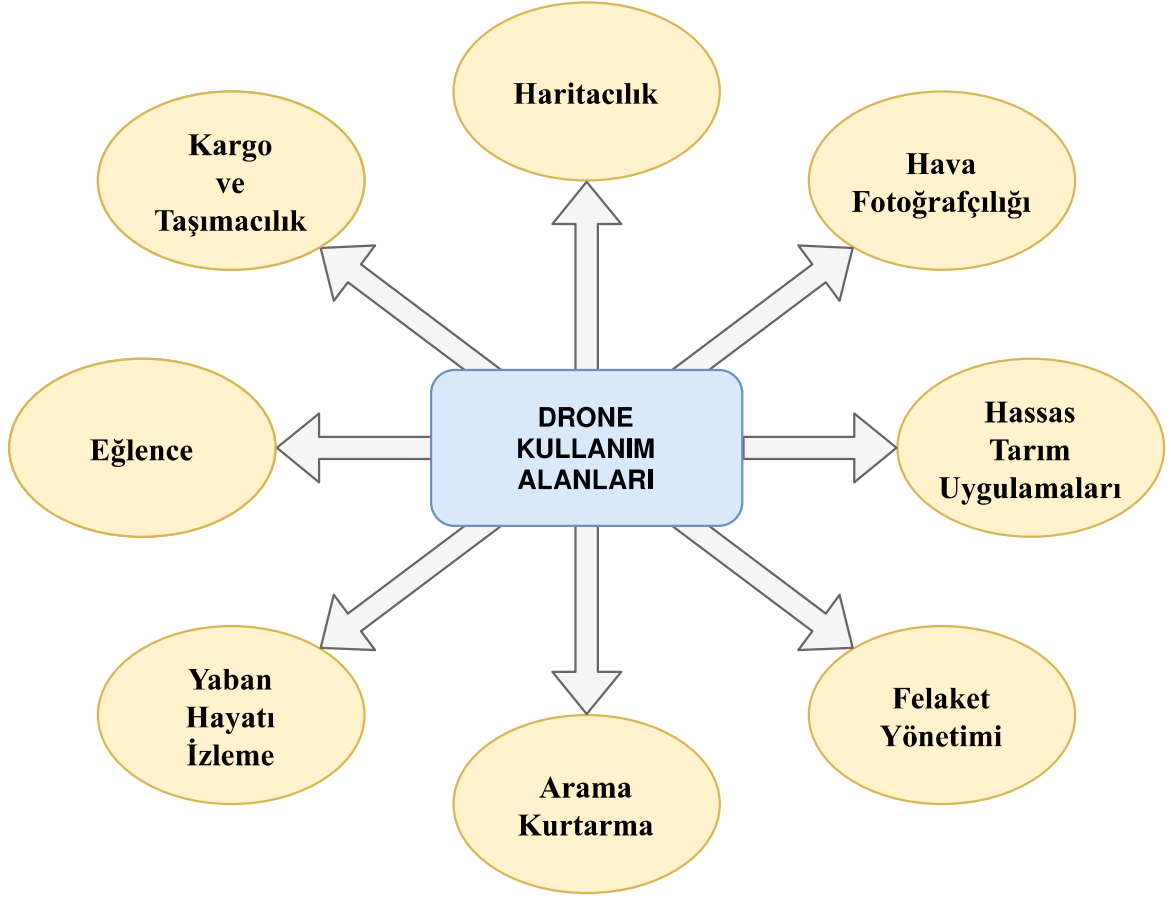 Haritacılık
Kargo
ve
Taşımacılık
Hava
Fotoğrafçılığı
DRONE
KULLANIM
ALANLARI
Eğlence
Hassas
Tarım
Uygulamaları
Yaban
Hayatı
İzleme
Felaket
Yönetimi
Arama
Kurtarma